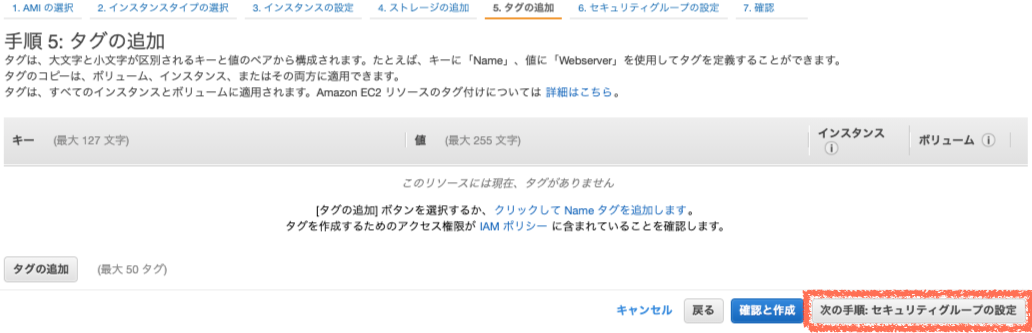 1. AMI の選択 2. インスタンスタイプの選択 3. インスタンスの設定 4. ストレージの追加 5. タグの追加 6. セキュリティグループの設定 7. 確認
手順 5: タグの追加
タグは、大文字と小文字が区別されるキーと値のペアから構成されます。たとえば、キーに「Name」、値に「Webserver」を使用してタグを定義することができます。
タグのコピーは、ボリューム、インスタンス、またはその両方に適用できます。
タグは、すべてのインスタンスとボリュームに適用されます。Amazon EC2 リソースのタグ付けについては 詳細はこちら。
キー (最大 127 文字) 値 (最大 255 文字) インスタンス ボリューム
このリソースには現在、タグがありません
[タグの追加] ボタンを選択するか、クリックして Name タグを追加します。
タグを作成するためのアクセス権限が IAM ポリシー に含まれていることを確認します。
タグの追加 (最大 50 タグ)
キャンセル 戻る 確認と作成 次の手順: セキュリティグループの設定